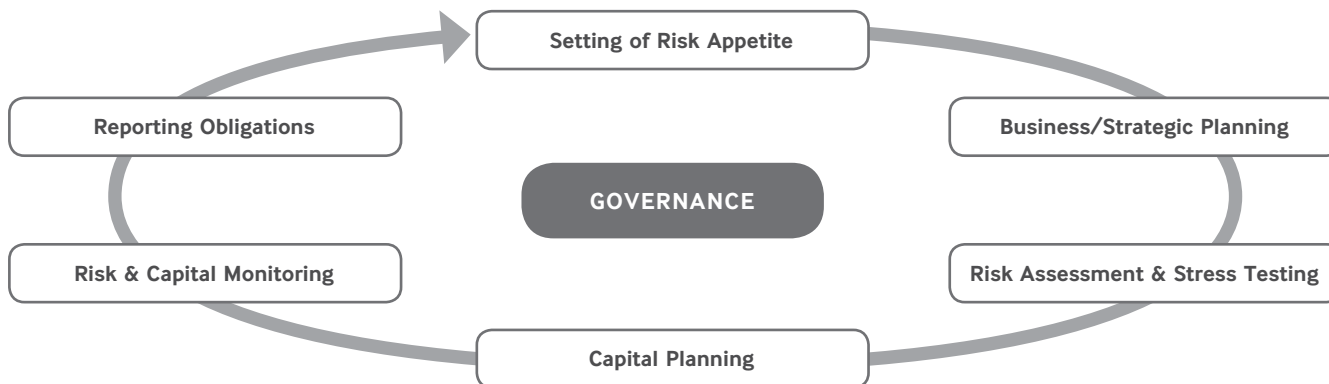 Setting of Risk Appetite
Reporting Obligations
Business/Strategic Planning
GOVERNANCE
Risk & Capital Monitoring
Risk Assessment & Stress Testing
Capital Planning